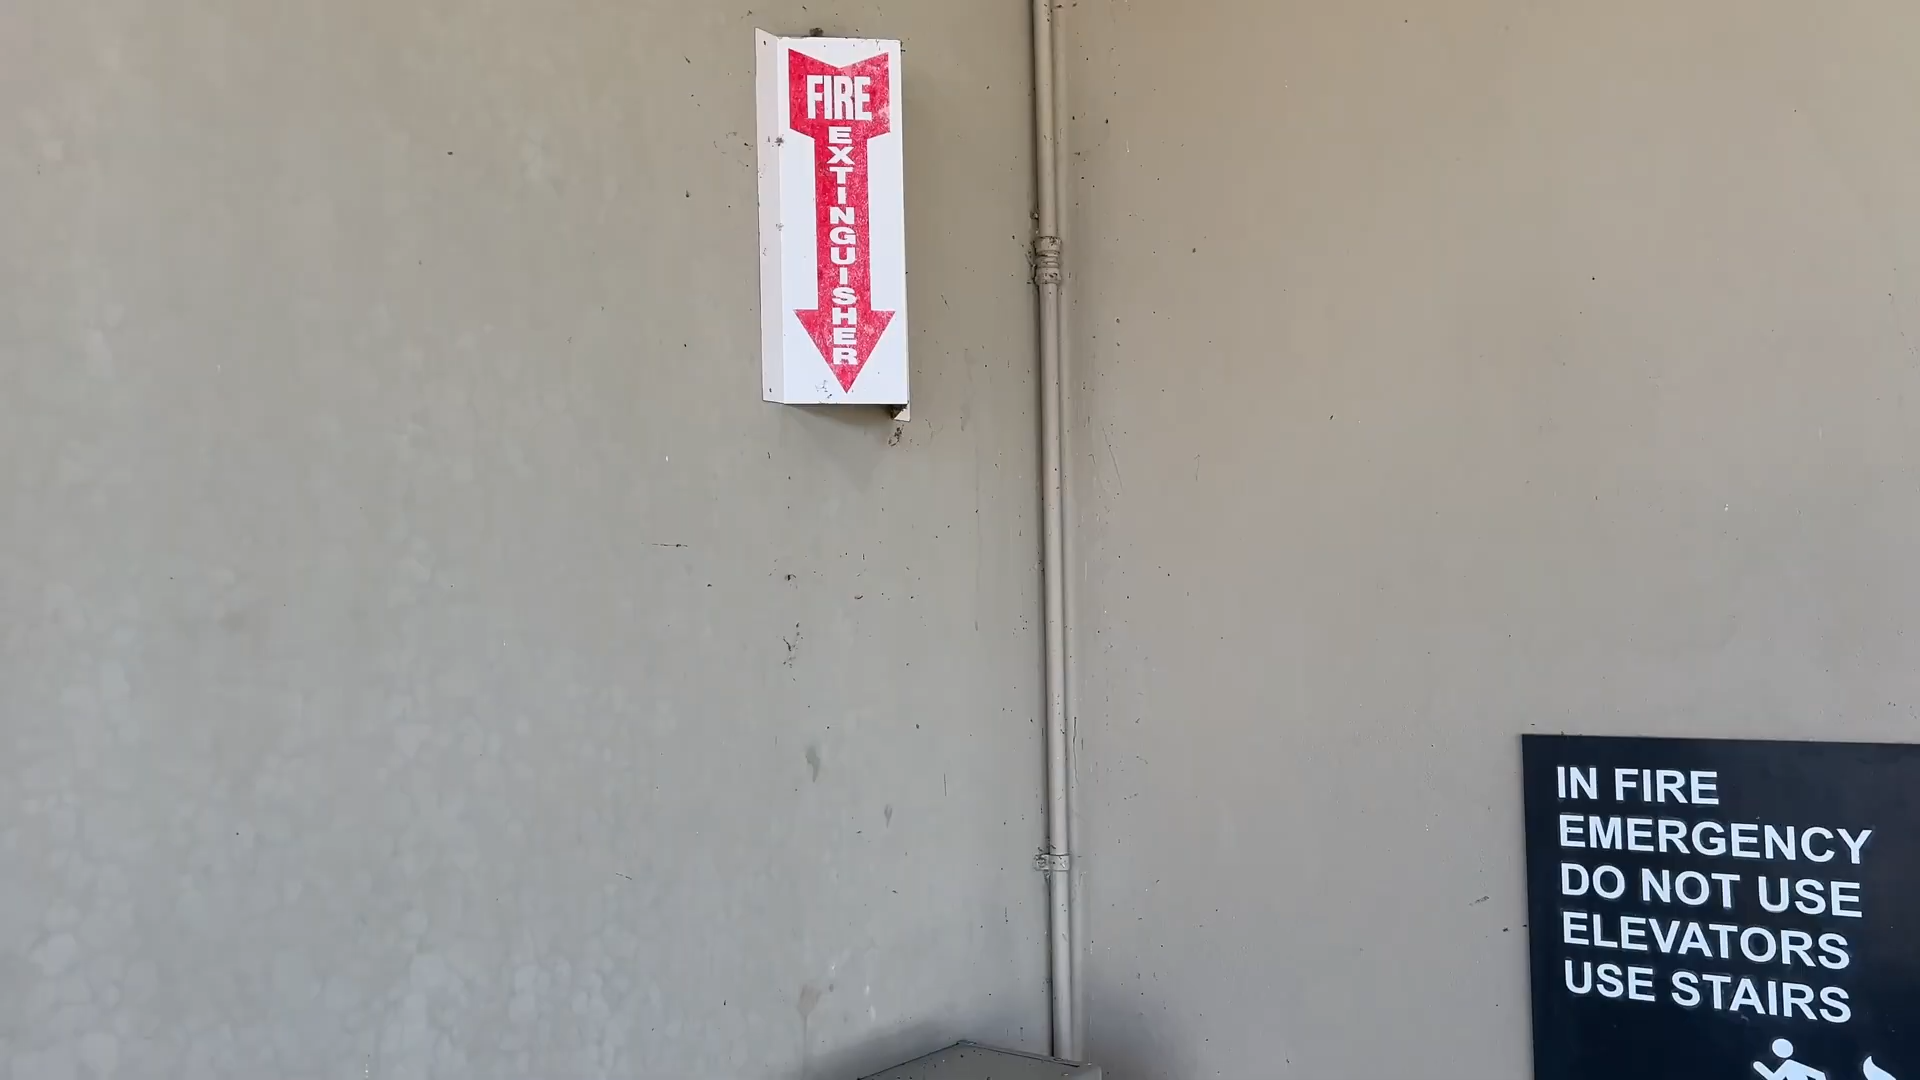 FIRE
EXTINGUISHER
IN FIRE
EMERGENCY
DO NOT USE
ELEVATORS
USE STAIRS